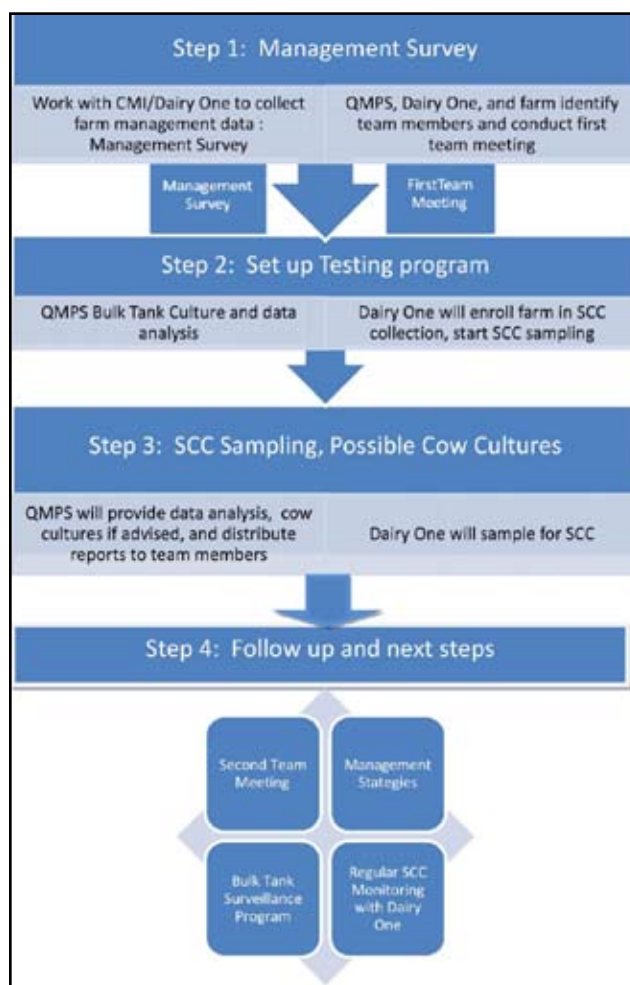 Step 1: Management Survey
Work with CMI/Dairy One to collect
farm management data :
Management Survey
QMPS, Dairy One, and farm identify
team members and conduct first
team meeting
Management
Survey
FirstTeam
Meeting
Step 2: Set up Testing program
QMPS Bulk Tank Culture and data
analysis
Dairy One will enroll farm in SCC
collection, start SCC sampling
Step 3: SCC Sampling, Possible Cow Cultures
QMPS will provide data analysis, cow
cultures if advised, and distribute
reports to team members
Dairy One will sample for SCC
Step 4: Follow up and next steps
Second Team
Meeting
Management
Stategies
Bulk Tank
Surveillance
Program
Regular SCC
Monitoring
with Dairy
One